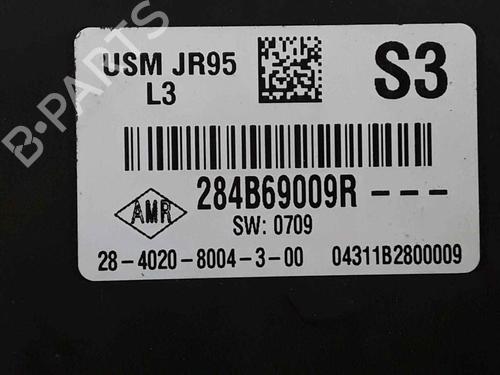 USM JR95
L3
S3
AMR
284B69009R---
SW: 0709
28-4020-8004-3-00
04311B2800009
B-PARTS